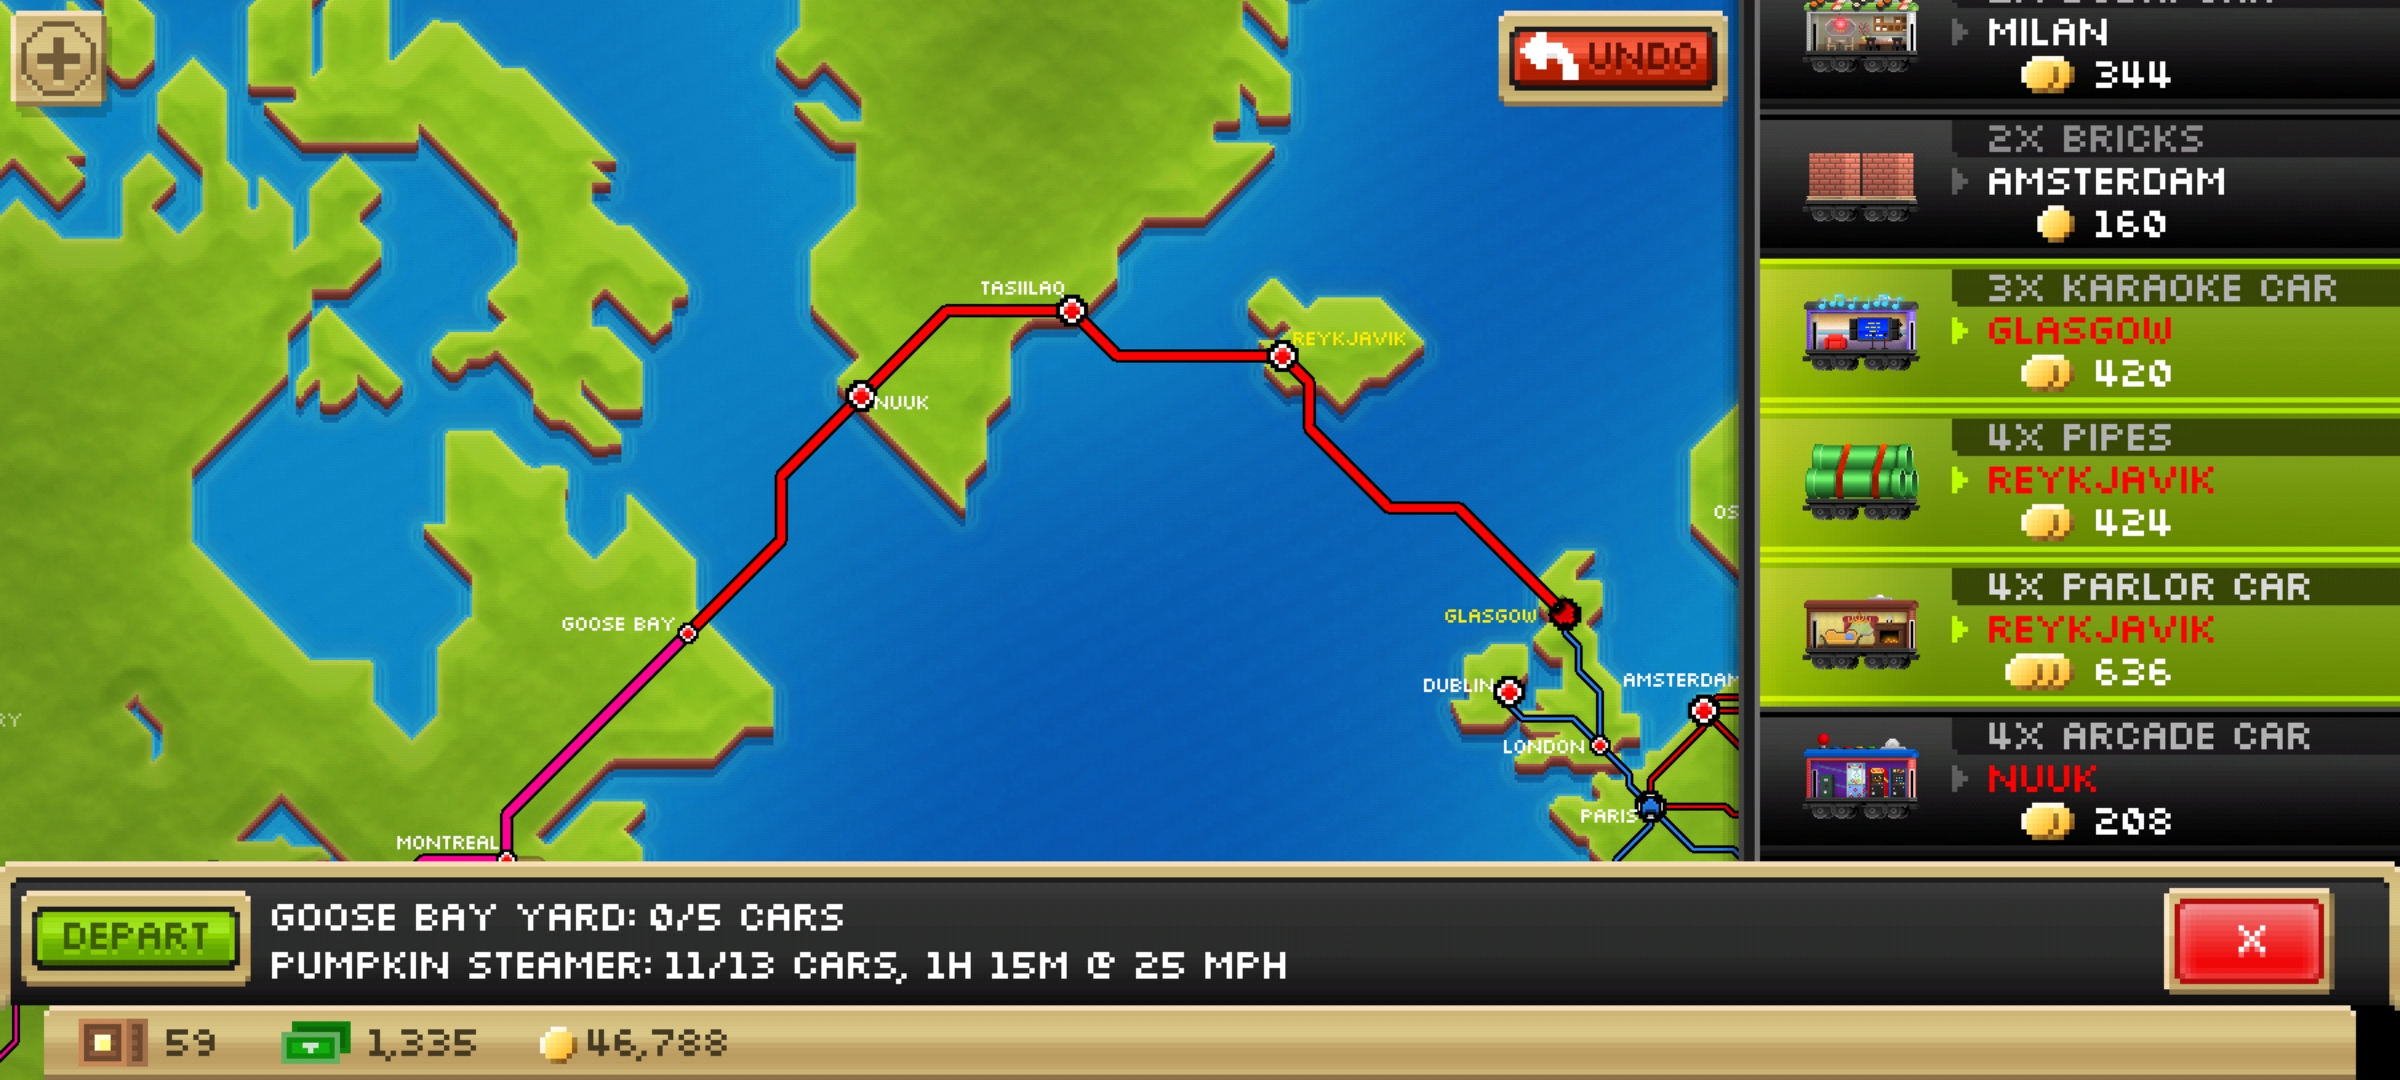 UNDO
MILAN
344
2X BRICKS
AMSTERDAM
160
3X KARAOKE CAR
GLASGOW
420
4X PIPES
REYKJAVIK
424
4X PARLOR CAR
REYKJAVIK
636
4X ARCADE CAR
NUUK
208
TASIILAQ
REYKJAVIK
NUUK
GOOSE BAY
GLASGOW
DUBLIN
AMSTERDAM
LONDON
PARIS
MONTREAL
DEPART
GOOSE BAY YARD: 0/5 CARS
PUMPKIN STEAMER: 11/13 CARS, 1H 15M @ 25 MPH
X
59
1,335
46,788